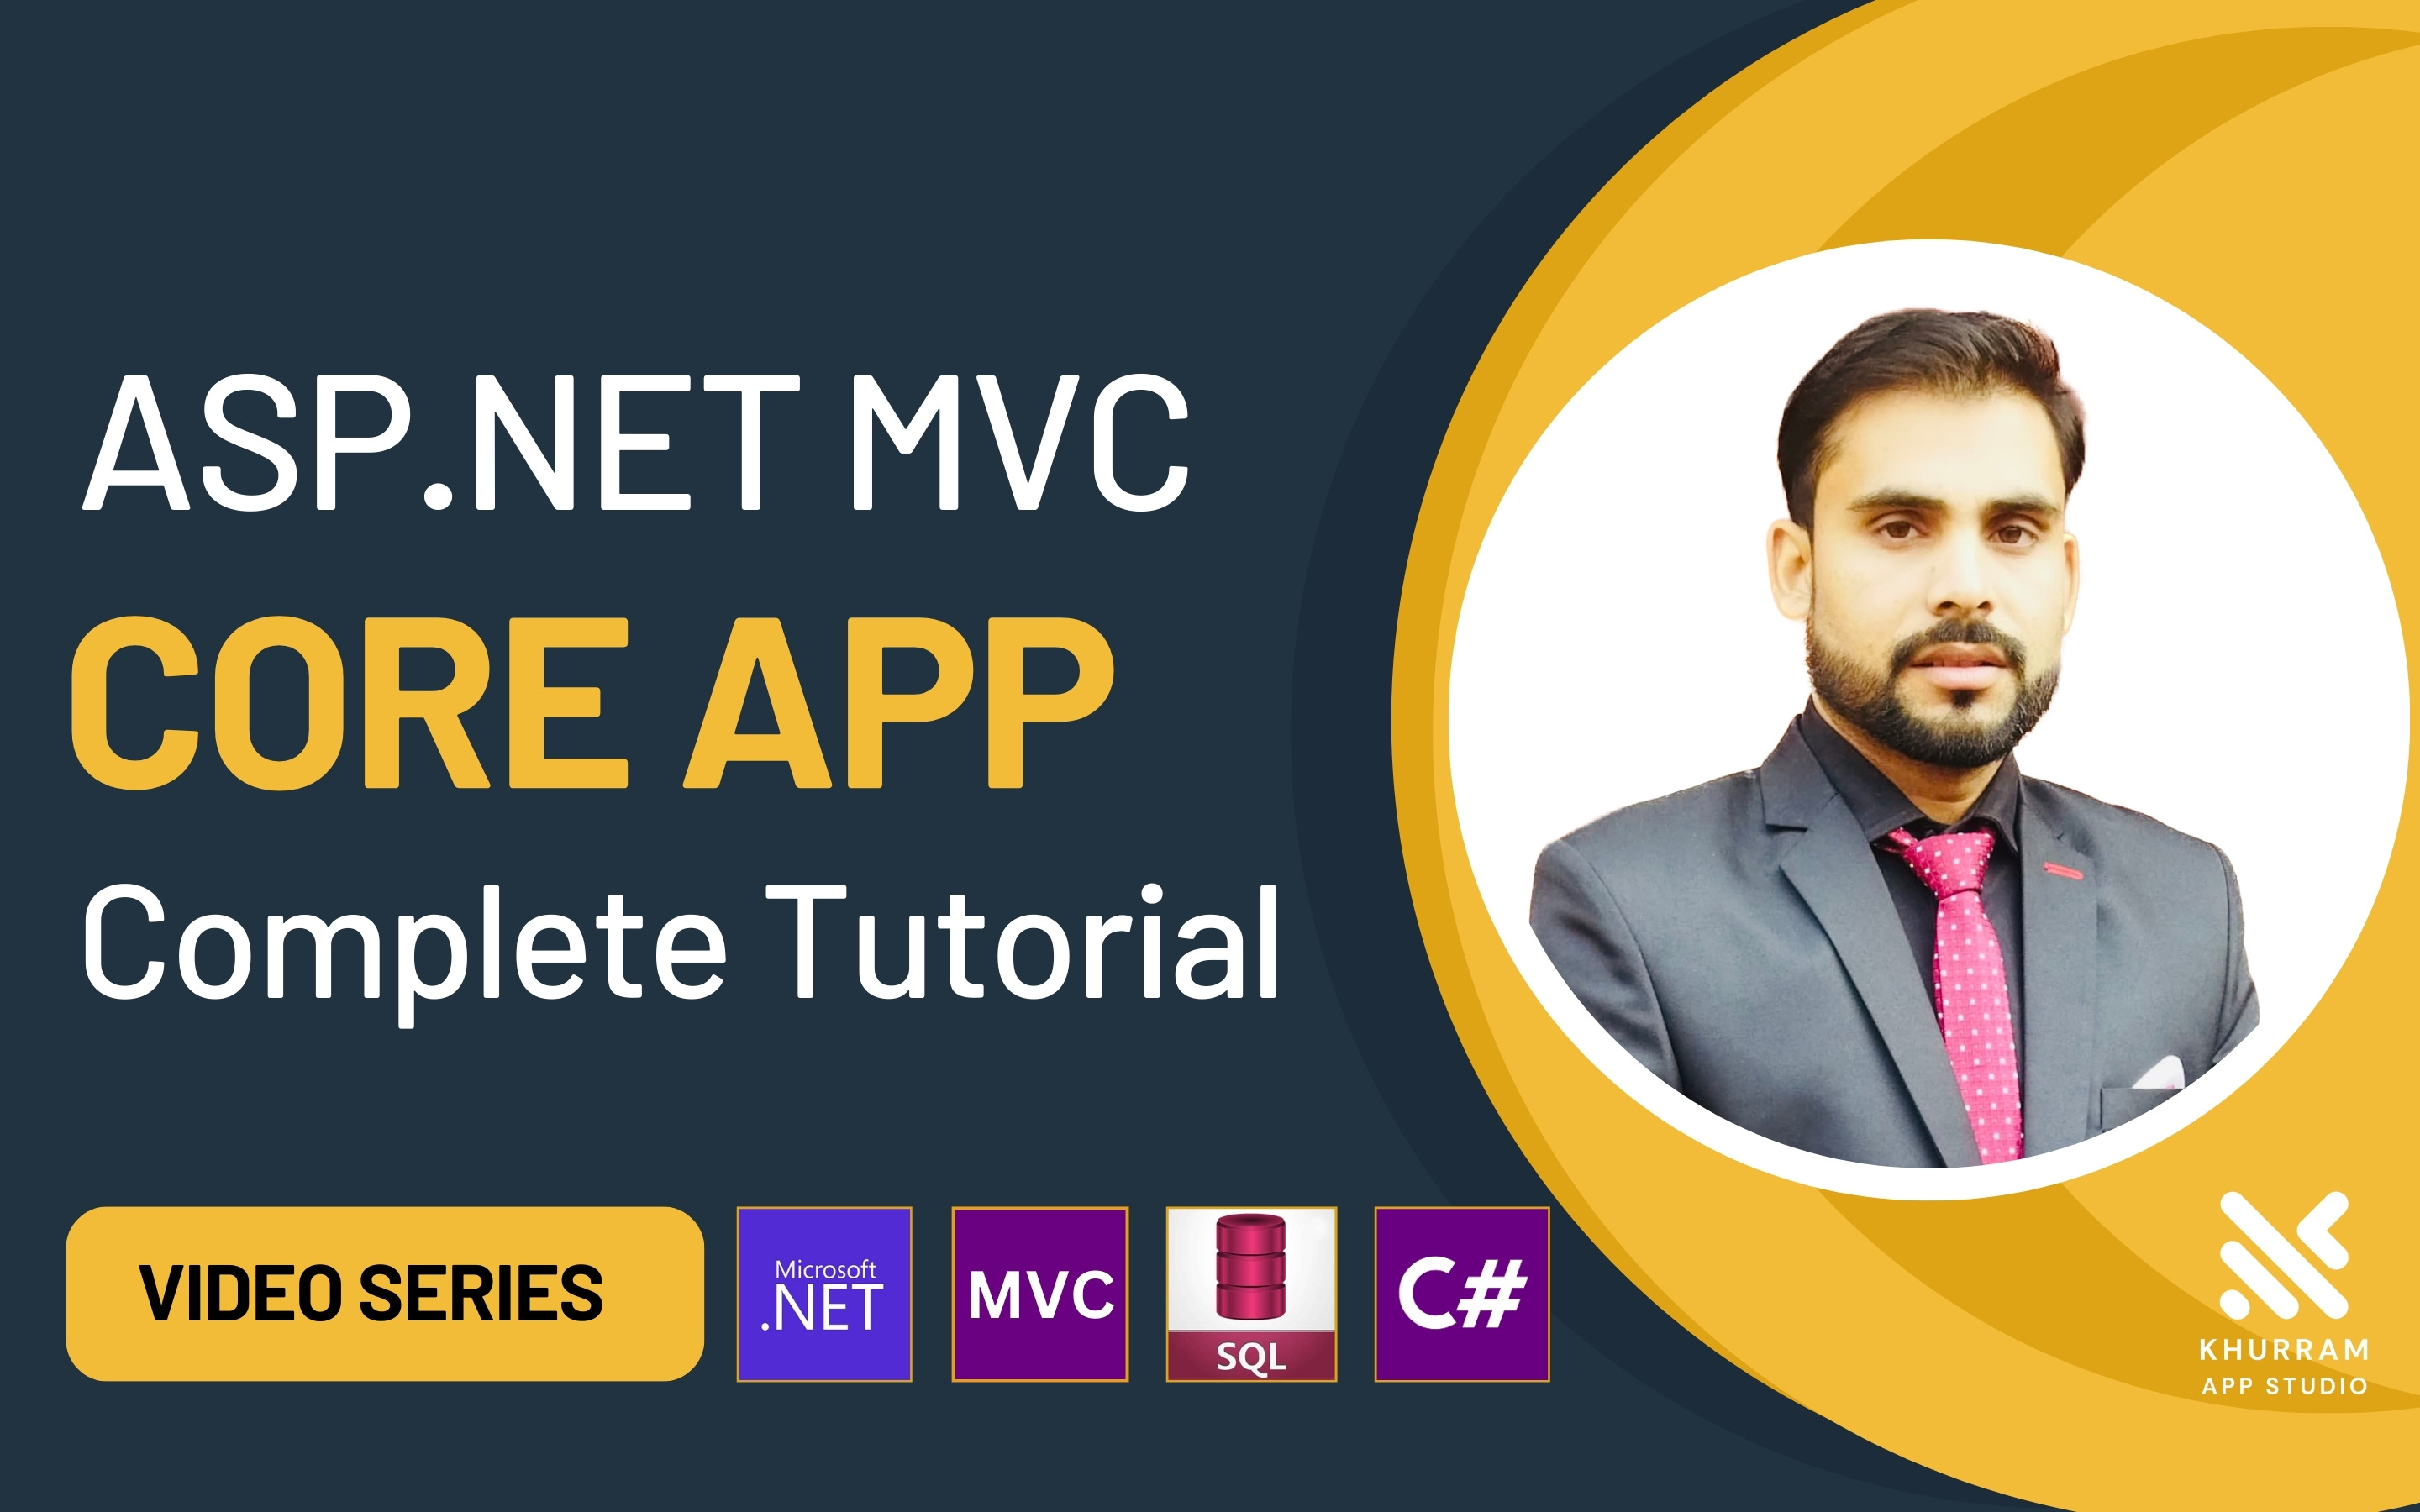 ASP.NET MVC
CORE APP
Complete Tutorial
VIDEO SERIES
Microsoft
.NET
MVC
SQL
C#
KHURRAM
APP STUDIO